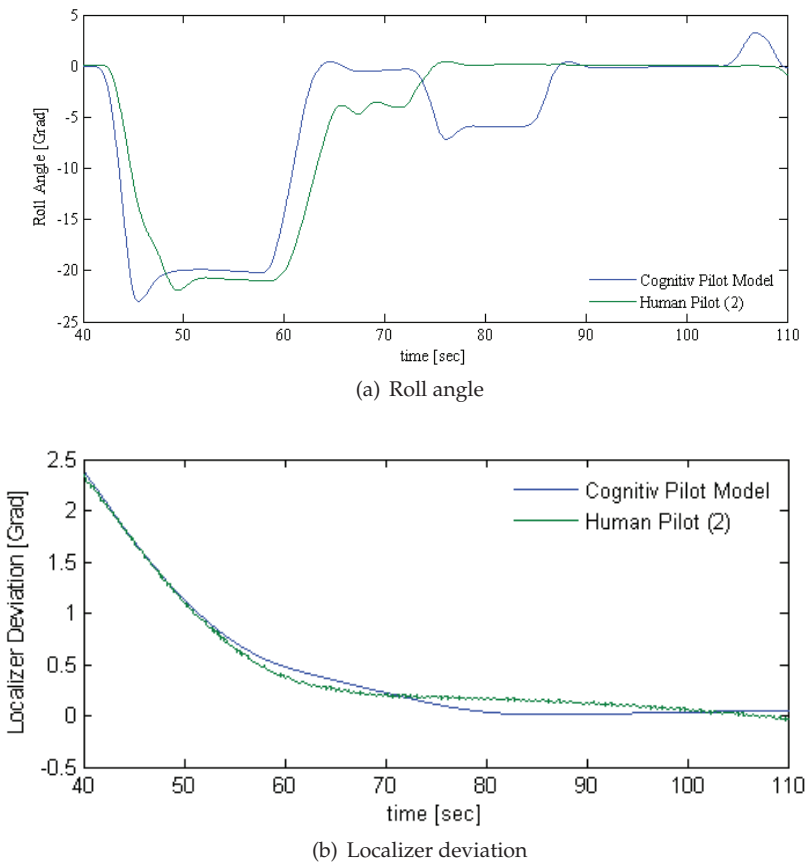 5
0
-5
-10
-15
-20
-25
Roll Angle [Grad]
Cognitiv Pilot Model
Human Pilot (2)
40 50 60 70 80 90 100 110
time [sec]
(a) Roll angle
2.5
2
1.5
1
0.5
0
-0.5
Localizer Deviation [Grad]
Cognitiv Pilot Model
Human Pilot (2)
40 50 60 70 80 90 100 110
time [sec]
(b) Localizer deviation